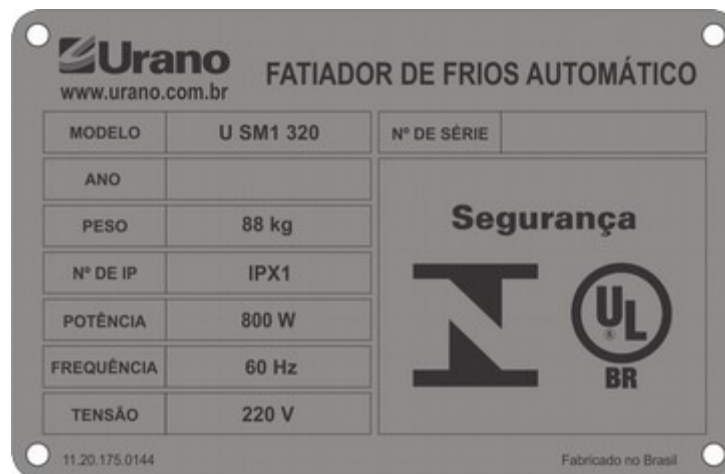 Urano
www.urano.com.br
FATIADOR DE FRIOS AUTOMÁTICO
MODELO U SM1 320
Nº DE SÉRIE
ANO
PESO 88 kg
Nº DE IP IPX1
POTÊNCIA 800 W
FREQUÊNCIA 60 Hz
TENSÃO 220 V
Segurança
UL
®
BR
11.20.175.0144
Fabricado no Brasil